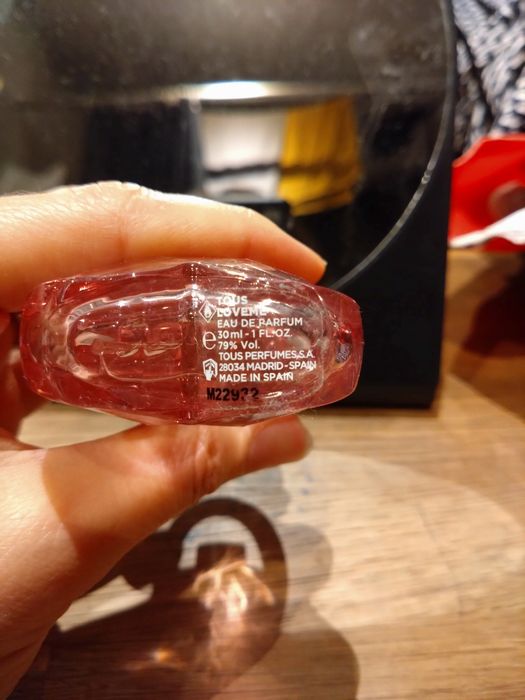 TOUS
LOVEME
EAU DE PARFUM
30 ml - 1 FL. OZ.
e 79% Vol.
TOUS PERFUMES, S.A.
28034 MADRID - SPAIN
MADE IN SPAIN